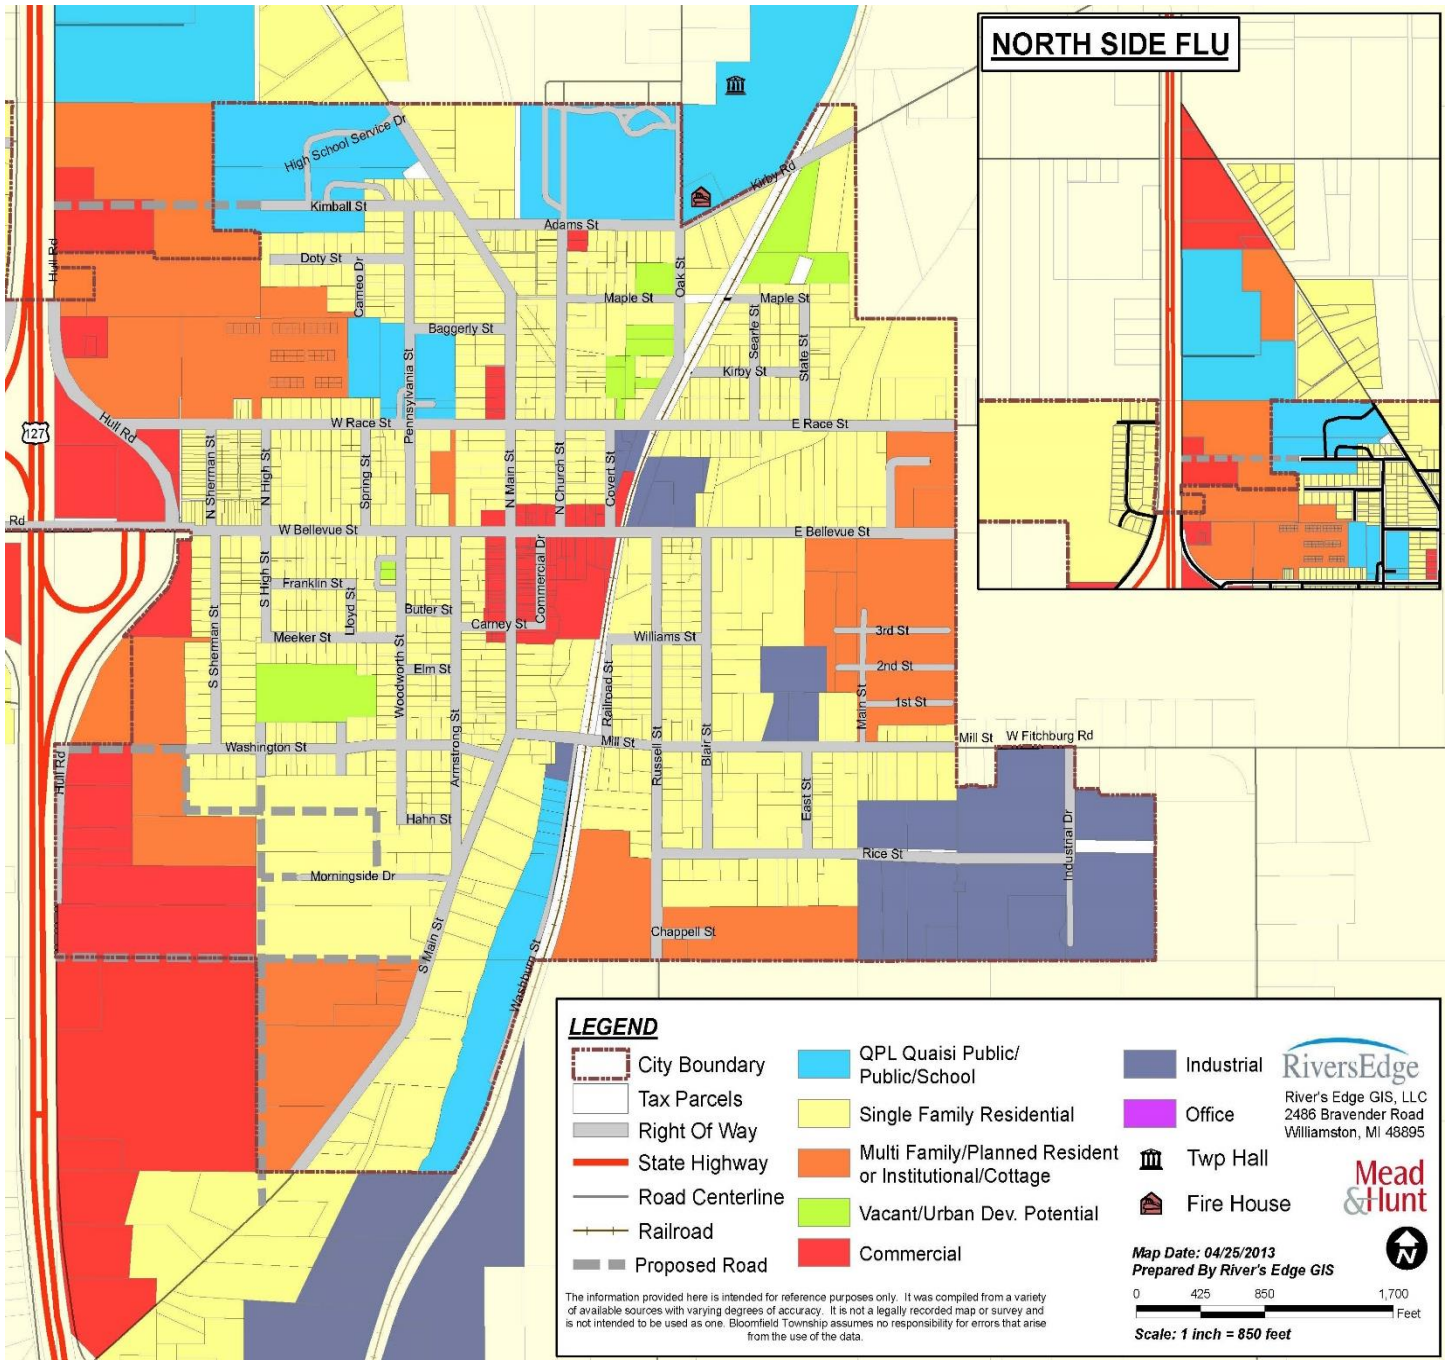 NORTH SIDE FLU
High School Service Dr
Kirby Rd
Kimball St
Adams St
Hull Rd
Doty St
Cameo Dr
Oak St
Maple St
Maple St
Baggerly St
Searle St
State St
Pennsylvania St
Kirby St
Hull Rd
W Race St
E Race St
127
N Sherman St
N High St
Spring St
N Main St
N Church St
Covert St
Rd
W Bellevue St
E Bellevue St
S High St
Franklin St
Lloyd St
Commercial Dr
Butler St
Carney St
3rd St
Meeker St
Williams St
S Sherman St
Woodworth St
Elm St
2nd St
Railroad St
Main St
1st St
Armstrong St
Russell St
Blair St
Washington St
Mill St
Mill St
W Fitchburg Rd
Hull Rd
East St
Hahn St
Industrial Dr
Rice St
Morningside Dr
S Main St
Chappell St
Washburn St
LEGEND
City Boundary
Tax Parcels
Right Of Way
State Highway
Road Centerline
Railroad
Proposed Road
QPL Quaisi Public/
Public/School
Single Family Residential
Multi Family/Planned Resident
or Institutional/Cottage
Vacant/Urban Dev. Potential
Commercial
Industrial
Office
Twp Hall
Fire House
RiversEdge
River's Edge GIS, LLC
2486 Bravender Road
Williamston, MI 48895
Mead
&Hunt
N
Map Date: 04/25/2013
Prepared By River's Edge GIS
0 425 850 1,700
Feet
Scale: 1 inch = 850 feet
The information provided here is intended for reference purposes only. It was compiled from a variety
of available sources with varying degrees of accuracy. It is not a legally recorded map or survey and
is not intended to be used as one. Bloomfield Township assumes no responsibility for errors that arise
from the use of the data.